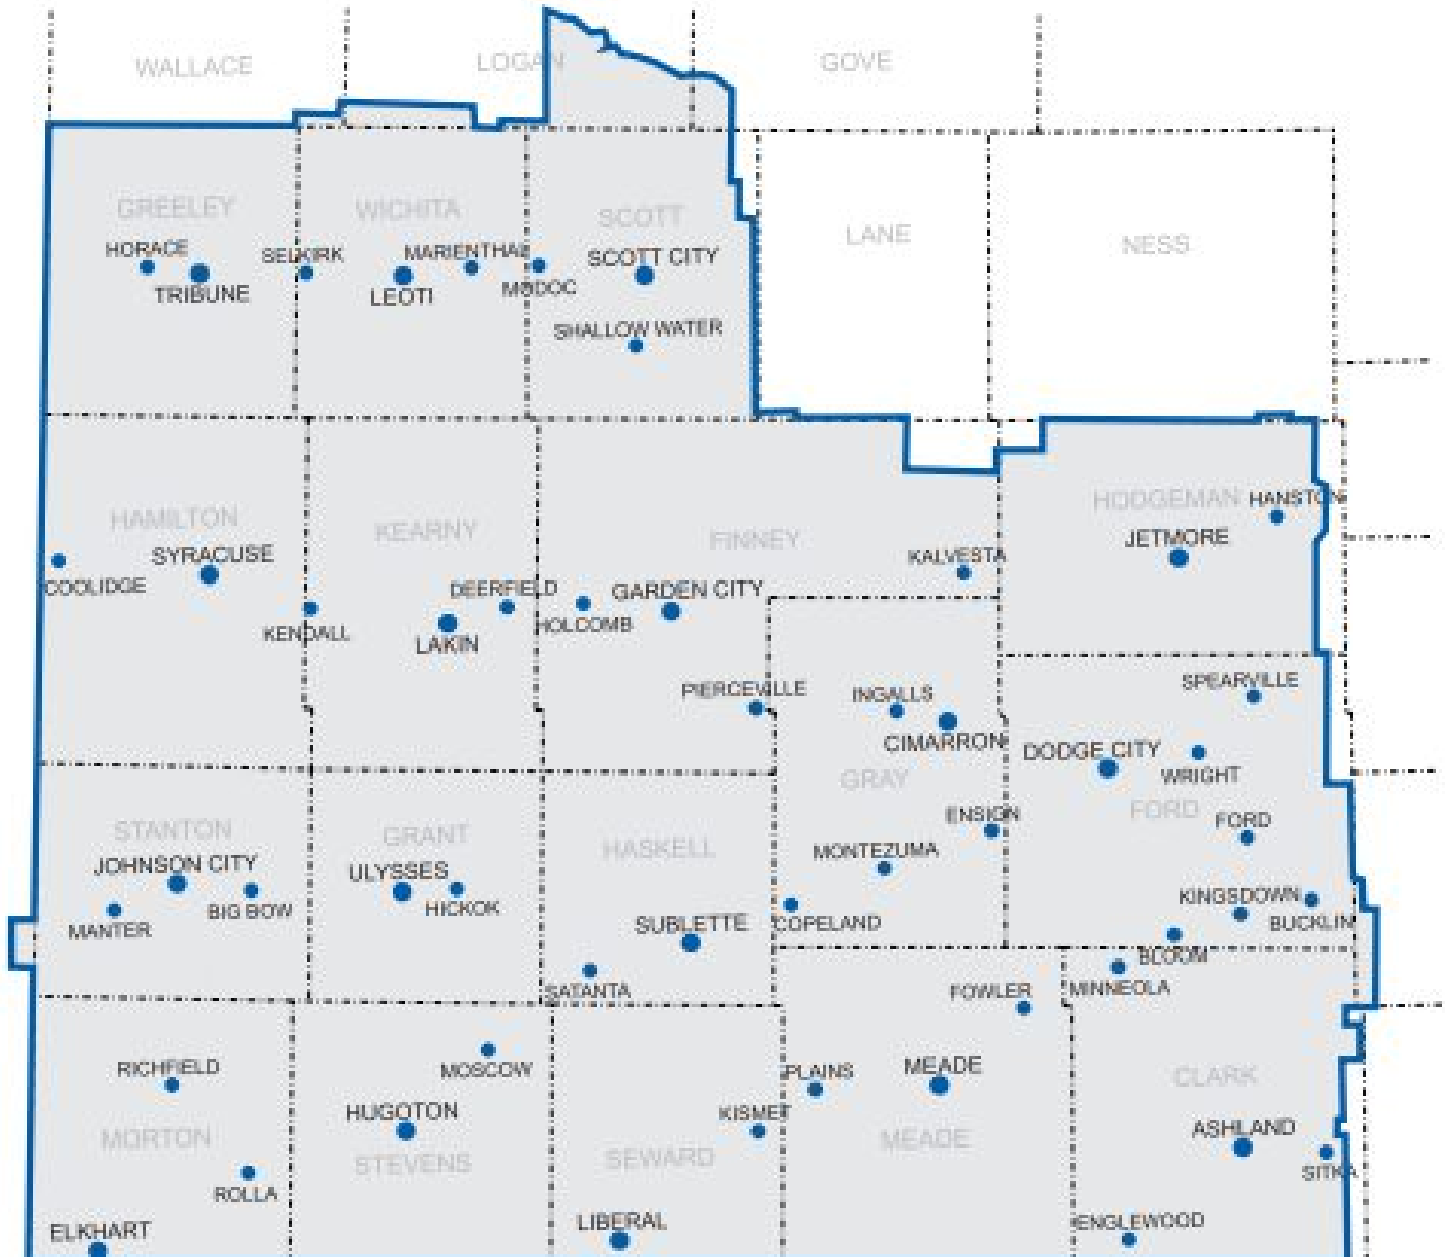 WALLACE
LOGAN
GOVE
GREELEY
WICHITA
SCOTT
LANE
NESS
HORACE
SELKIRK
MARIENTHAL
SCOTT CITY
TRIBUNE
LEOTI
MODOC
SHALLOW WATER
HAMILTON
KEARNY
FINNEY
HODGEMAN
HANSTON
SYRACUSE
KALVESTA
JETMORE
COOLIDGE
DEERFIELD
GARDEN CITY
KENDALL
LAKIN
HOLCOMB
PIERCEVILLE
INGALLS
SPEARVILLE
CIMARRON
DODGE CITY
WRIGHT
GRAY
FORD
STANTON
GRANT
HASKELL
ENSIGN
FORD
JOHNSON CITY
ULYSSES
MONTEZUMA
BIG BOW
HICKOK
KINGSDOWN
MANTER
SUBLETTE
COPELAND
BUCKLIN
BLOOM
SATANTA
FOWLER
MINNEOLA
RICHFIELD
MOSCOW
PLAINS
MEADE
CLARK
HUGOTON
KISMET
MORTON
ASHLAND
MEADE
STEVENS
SEWARD
SITKA
ROLLA
ELKHART
LIBERAL
ENGLEWOOD